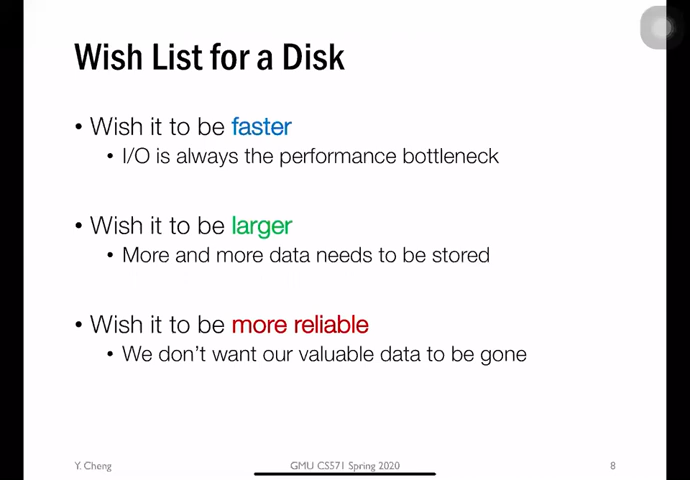 Wish List for a Disk
• Wish it to be faster
• I/O is always the performance bottleneck
• Wish it to be larger
• More and more data needs to be stored
• Wish it to be more reliable
• We don’t want our valuable data to be gone
Y. Cheng
GMU CS571 Spring 2020
8